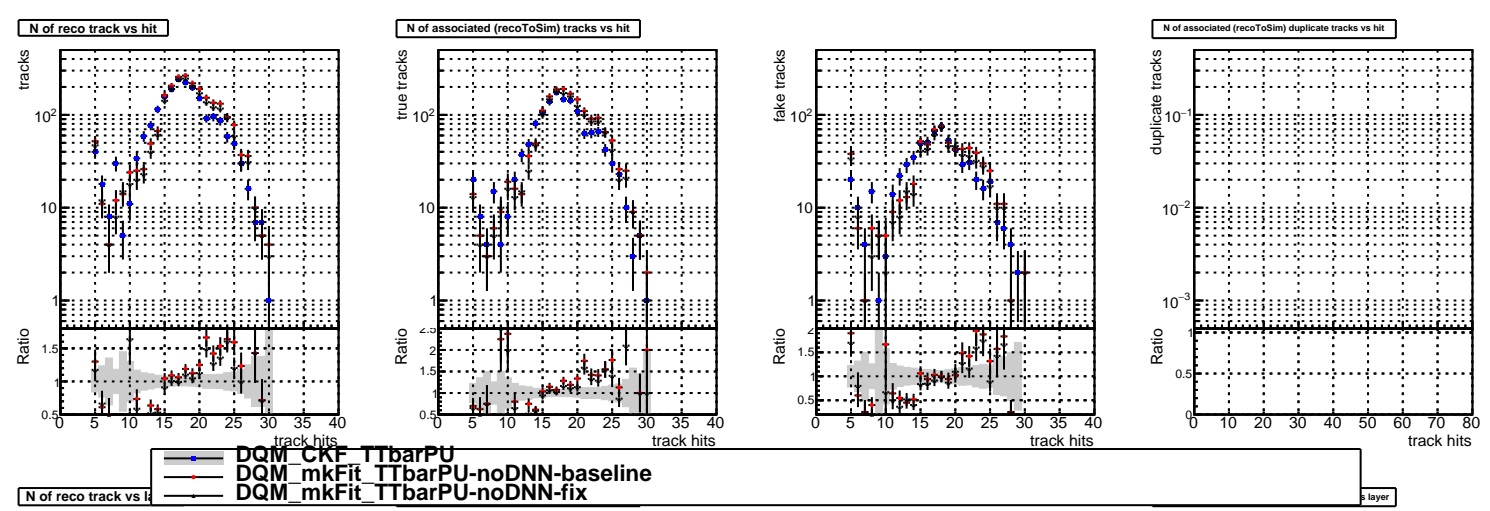 N of reco track vs hit
N of associated (recoToSim) tracks vs hit
N of associated (recoToSim) duplicate tracks vs hit
tracks
10²
10
1
Ratio
1.5
1
0.5
0 5 10 15 20 25 30 35 40
track hits
true tracks
10²
10
1
Ratio
2.5
2
1.5
1
0.5
0 5 10 15 20 25 30 35 40
track hits
fake tracks
10²
10
1
Ratio
2
1.5
1
0.5
0 5 10 15 20 25 30 35 40
track hits
duplicate tracks
10⁻¹
10⁻²
10⁻³
Ratio
1
0.5
0
0 10 20 30 40 50 60 70 80
track hits
DQM_CKF_TTbarPU
DQM_mkFit_TTbarPU-noDNN-baseline
DQM_mkFit_TTbarPU-noDNN-fix
N of reco track vs la
s layer